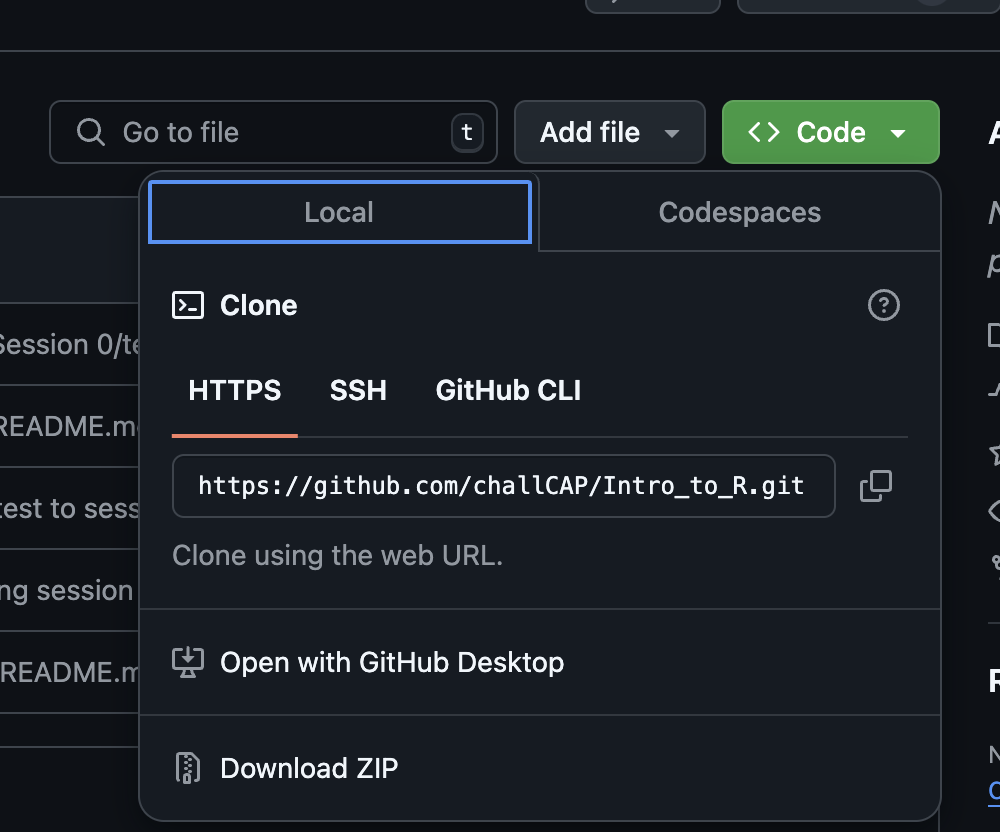 Go to file t Add file Code
Local Codespaces
Clone
HTTPS SSH GitHub CLI
https://github.com/challCAP/Intro_to_R.git
Clone using the web URL.
Open with GitHub Desktop
Download ZIP
Session 0/te
README.m
test to sess
ng session
README.m